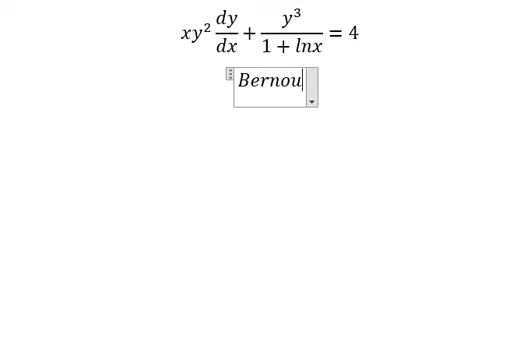 xy² dy/dx + y³/(1 + lnx) = 4
Bernou